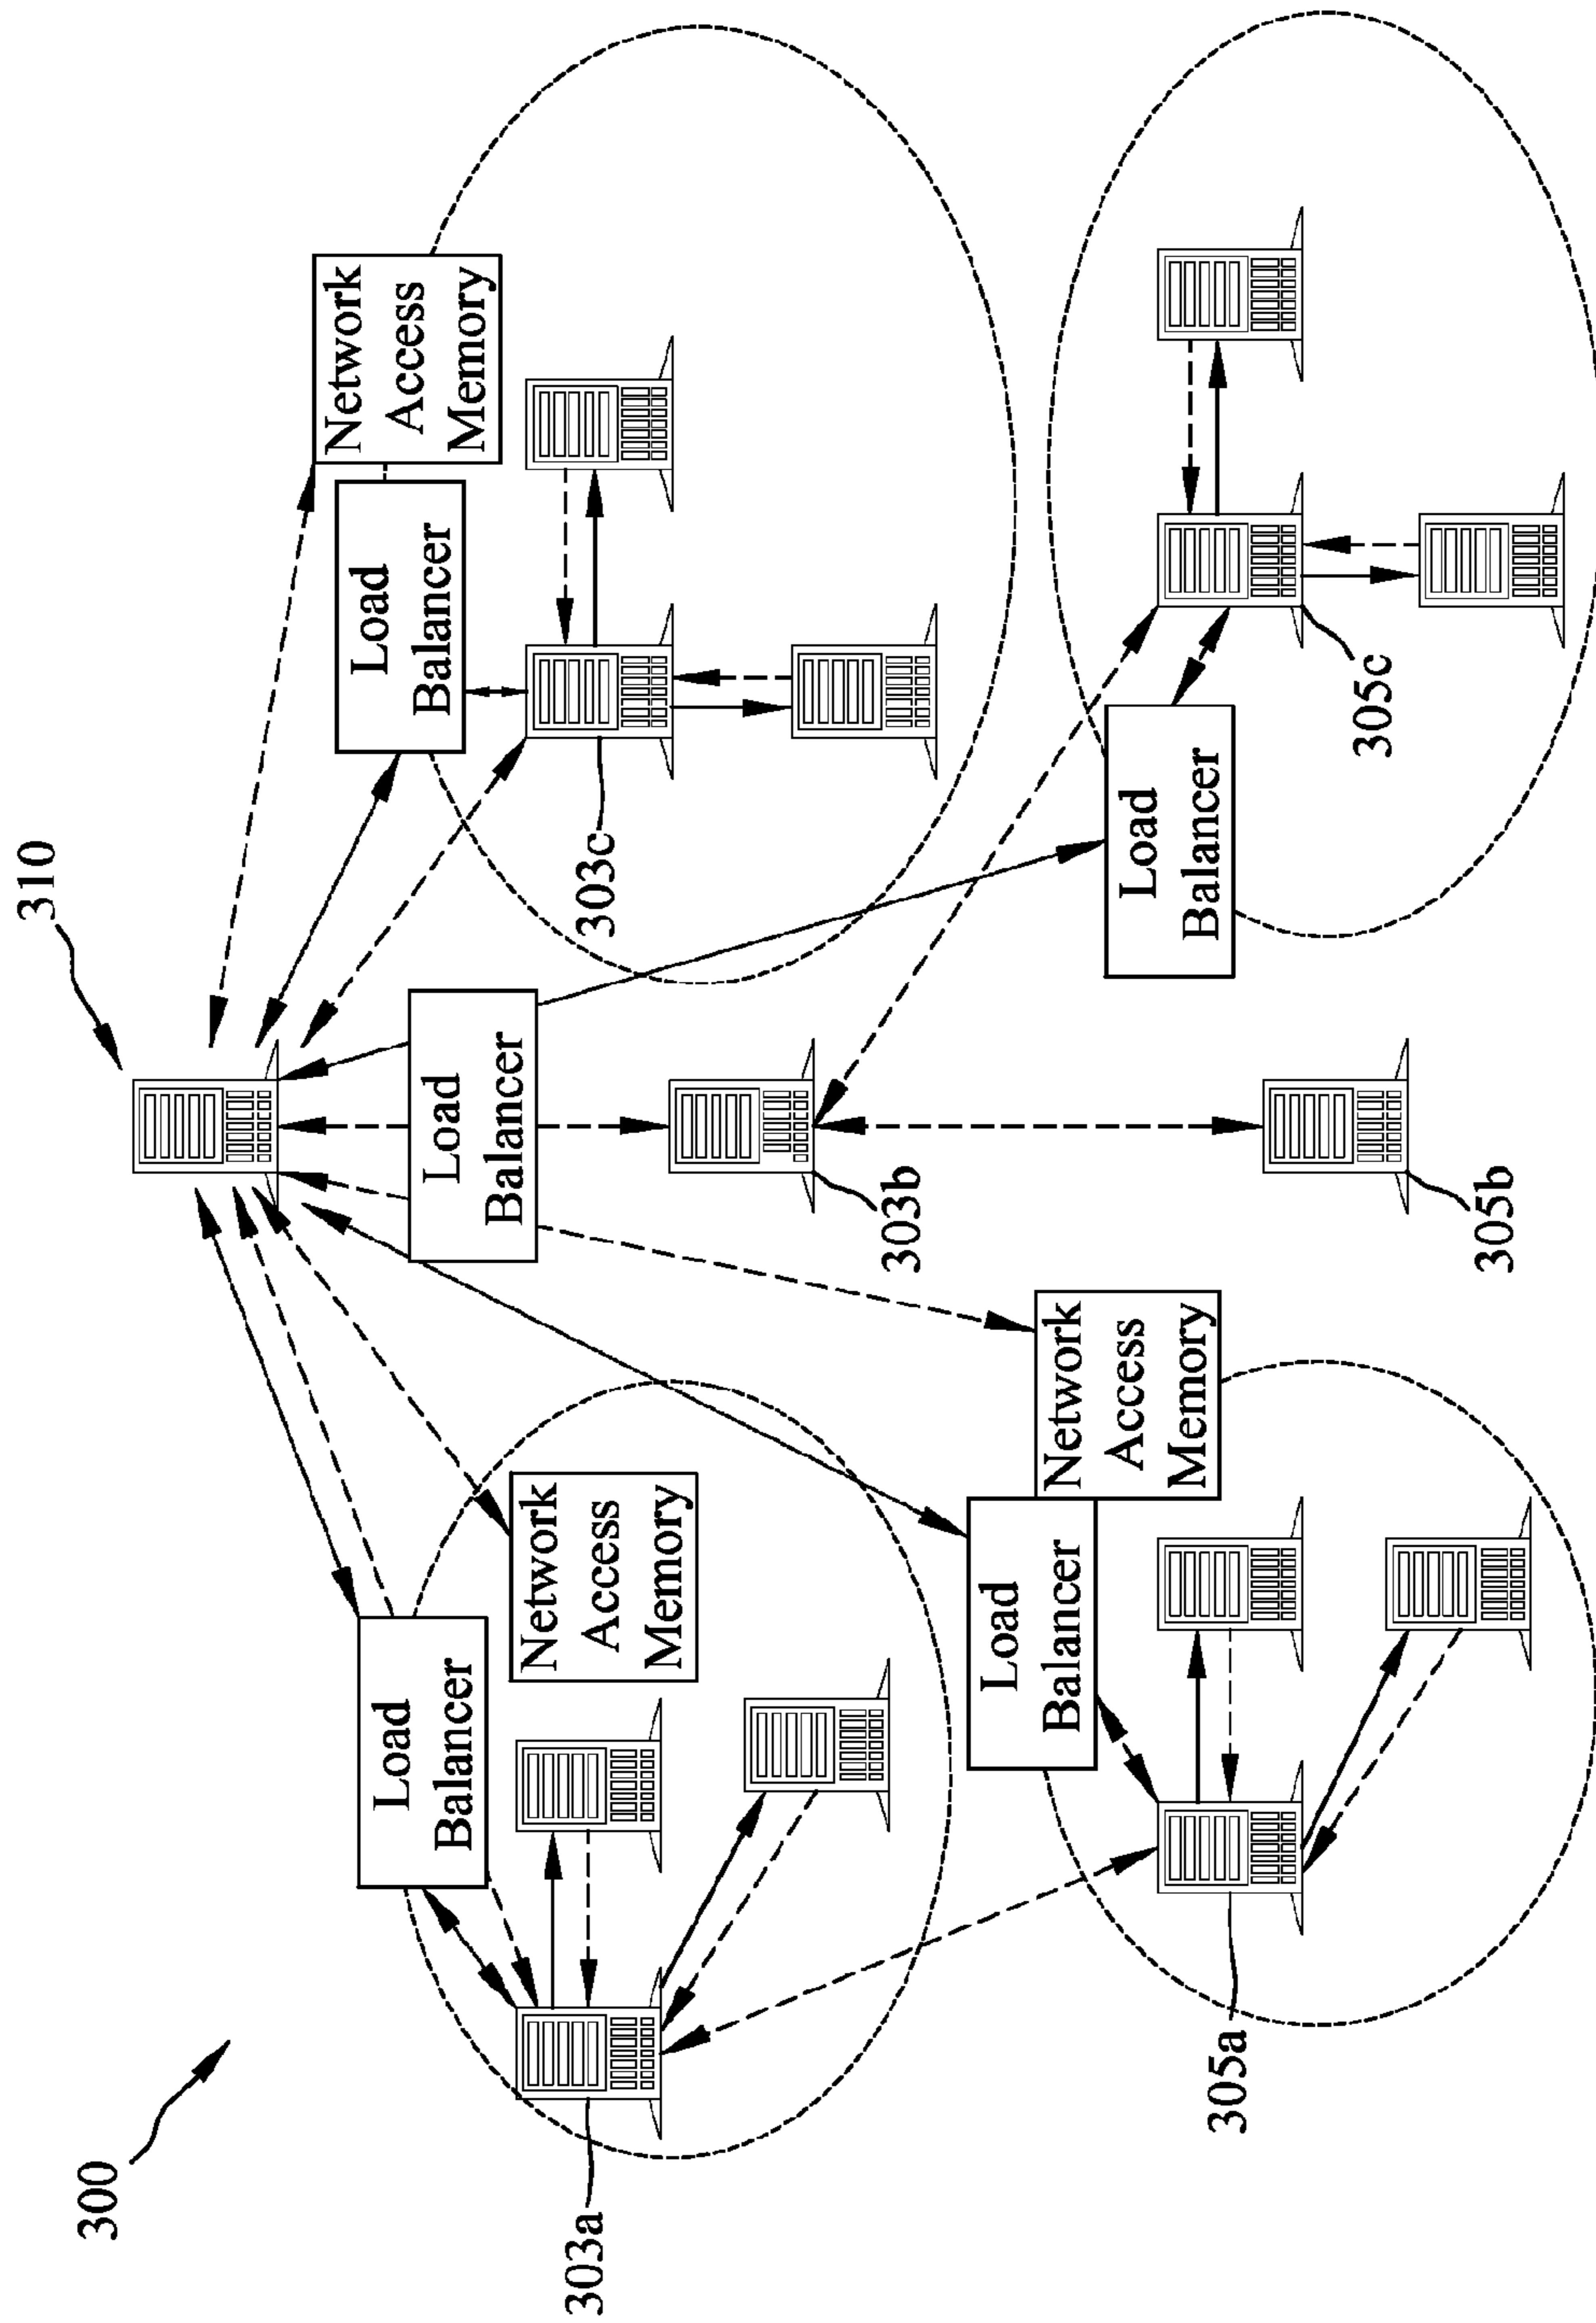 300
310
Load
Balancer
Network
Access
Memory
303a
Load
Balancer
303b
Load
Balancer
Network
Access
Memory
303c
Load
Balancer
Network
Access
Memory
305a
305b
Load
Balancer
305c